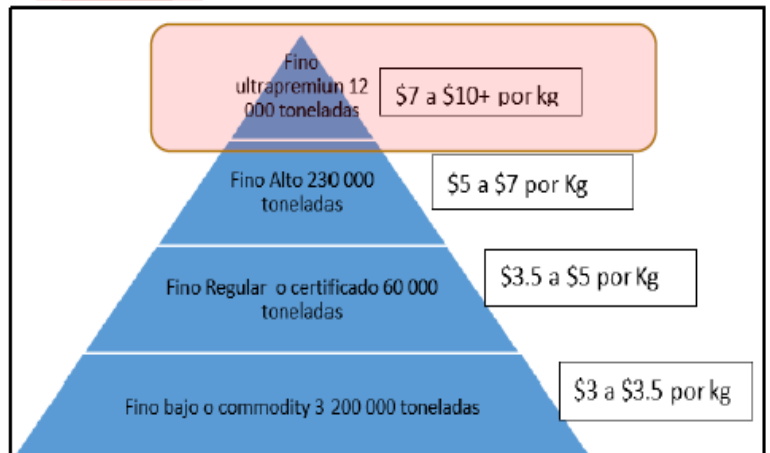 Fino
ultrapremiun 12
000 toneladas
$7 a $10+ por kg
Fino Alto 230 000
toneladas
$5 a $7 por Kg
Fino Regular o certificado 60 000
toneladas
$3.5 a $5 por Kg
Fino bajo o commodity 3 200 000 toneladas
$3 a $3.5 por kg